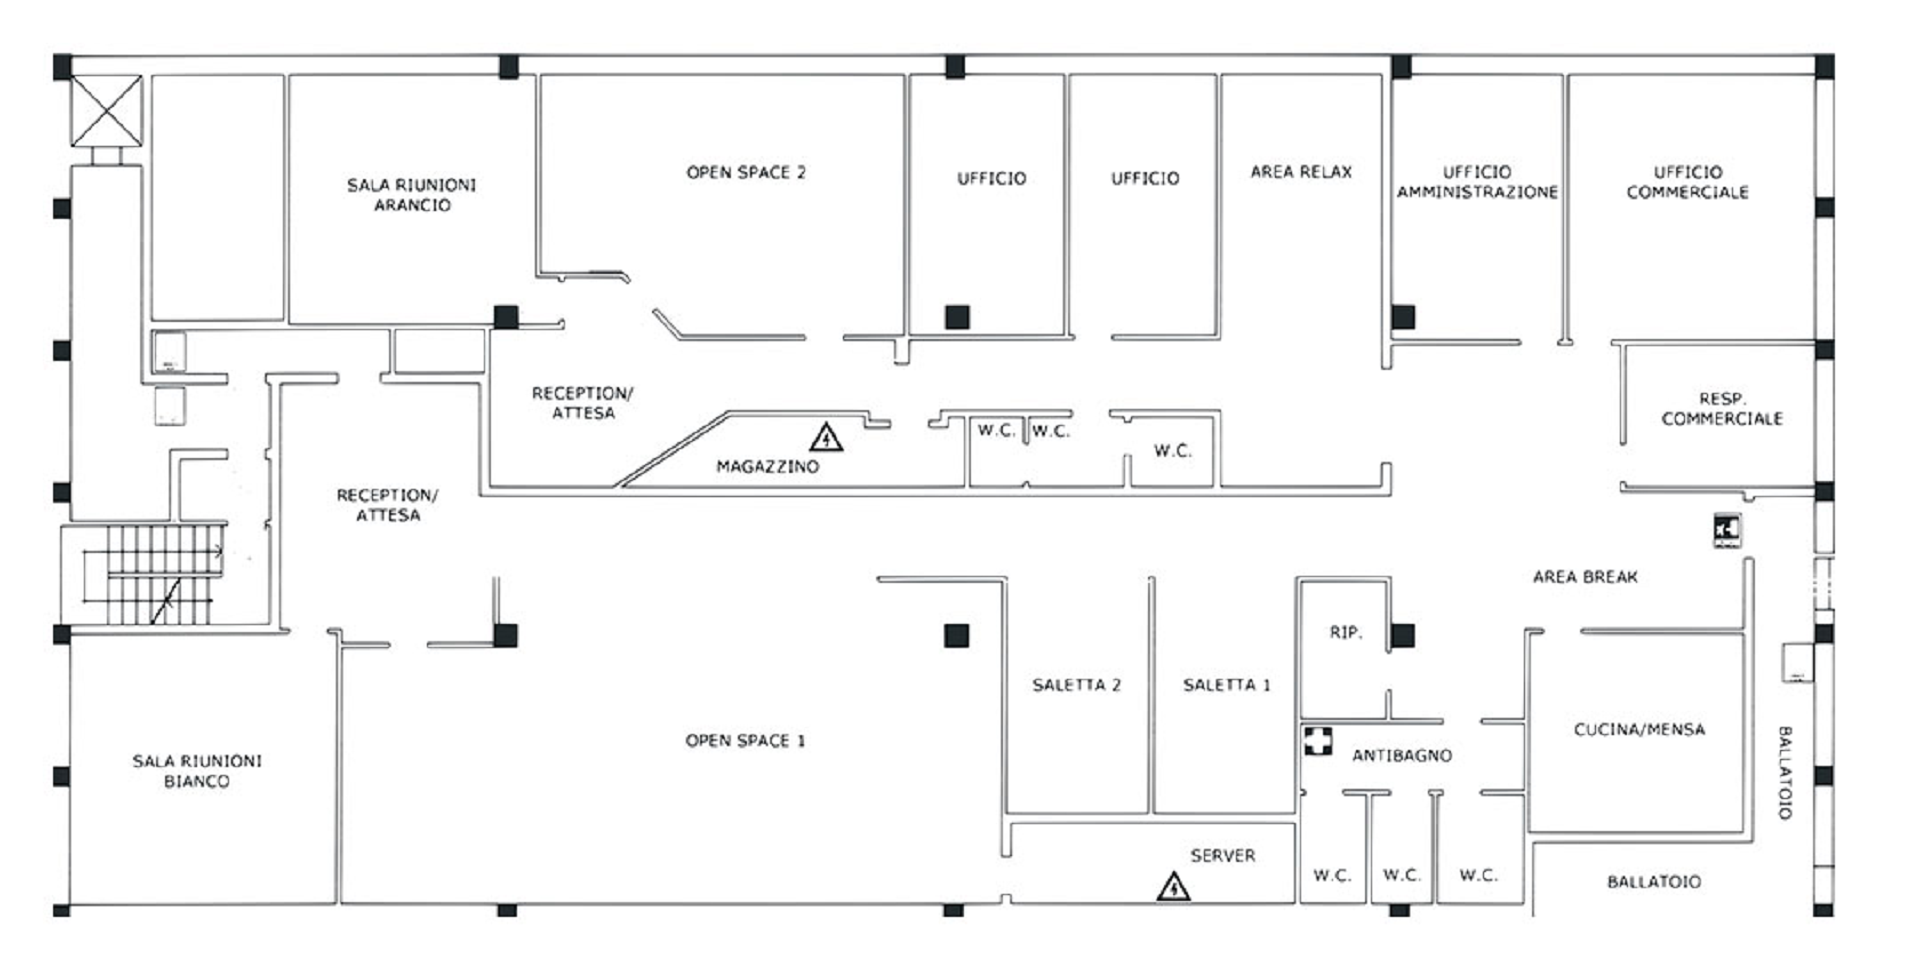 SALA RIUNIONI
ARANCIO
OPEN SPACE 2
UFFICIO
UFFICIO
AREA RELAX
UFFICIO
AMMINISTRAZIONE
UFFICIO
COMMERCIALE
RECEPTION/
ATTESA
RESP.
COMMERCIALE
W.C.
W.C.
W.C.
MAGAZZINO
RECEPTION/
ATTESA
AREA BREAK
RIP.
SALETTA 2
SALETTA 1
OPEN SPACE 1
CUCINA/MENSA
ANTIBAGNO
BALLATOIO
SALA RIUNIONI
BIANCO
SERVER
W.C.
W.C.
W.C.
BALLATOIO